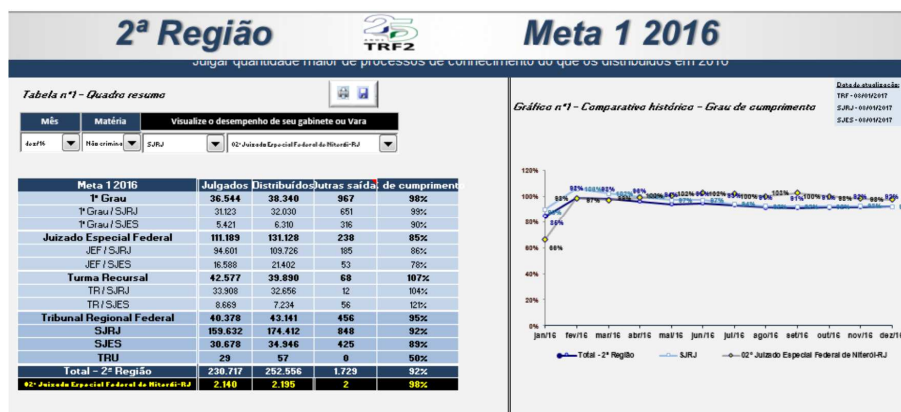 2ª Região
25 ANOS TRF2
Meta 1 2016
Julgar quantidade maior de processos de conhecimento do que os distribuídos em 2016
Tabela nº1 - Quadro resumo
Mês Matéria Visualize o desempenho de seu gabinete ou Vara
dez/16 Não crimina SJRJ 02º Juizado Especial Federal de Niterói-RJ
Meta 1 2016 Julgados Distribuídos Outras saída de cumpriment
1º Grau 36.544 38.340 967 98%
1º Grau / SJRJ 31.123 32.030 651 99%
1º Grau / SJES 5.421 6.310 316 90%
Juizado Especial Federal 111.189 131.128 238 85%
JEF / SJRJ 94.601 109.726 185 86%
JEF / SJES 16.588 21.402 53 78%
Turma Recursal 42.577 39.890 68 107%
TR / SJRJ 33.908 32.656 12 104%
TR / SJES 8.669 7.234 56 121%
Tribunal Regional Federal 40.378 43.141 456 95%
SJRJ 159.632 174.412 848 92%
SJES 30.678 34.946 425 89%
TRU 29 57 0 50%
Total - 2ª Região 230.717 252.556 1.729 92%
02º Juizado Especial Federal de Niterói-RJ 2.140 2.195 2 98%
Data da atualização:
TRF - 08/01/2017
SJRJ - 08/01/2017
SJES - 08/01/2017
Gráfico nº1 - Comparativo histórico - Grau de cumprimento
120%
100%
80%
60%
40%
20%
0%
86%
66%
98%
97%
jan/16 fev/16 mar/16 abr/16 mai/16 jun/16 jul/16 ago/16 set/16 out/16 nov/16 dez/1
Total - 2ª Região SJRJ 02º Juizado Especial Federal de Niterói-RJ